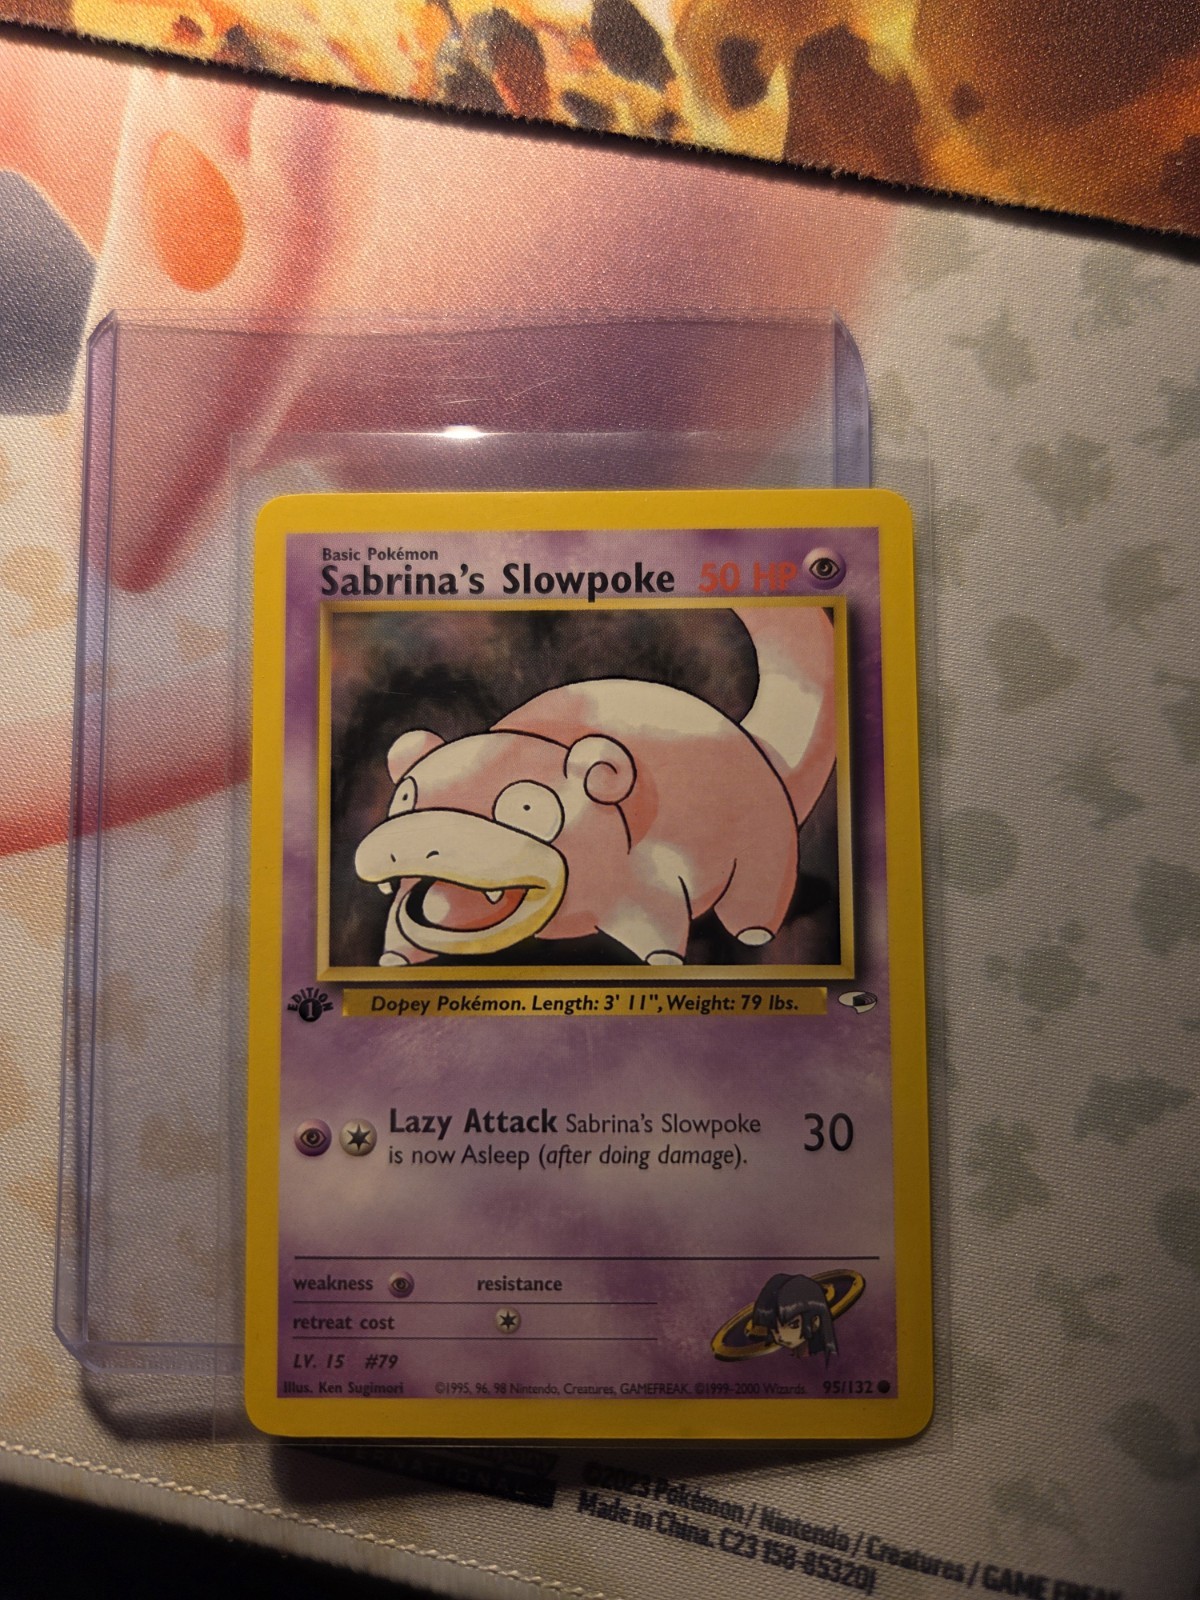 Basic Pokémon
Sabrina's Slowpoke 50 HP
EDITION 1
Dopey Pokémon. Length: 3' 11", Weight: 79 lbs.
Lazy Attack Sabrina's Slowpoke 30
is now Asleep (after doing damage).
weakness resistance
retreat cost
LV. 15 #79
Illus. Ken Sugimori ©1995, 96, 98 Nintendo, Creatures, GAMEFREAK. ©1999-2000 Wizards. 95/132
©2023 Pokémon / Nintendo / Creatures / GAME FREAK
Made in China. C23 158-85320J